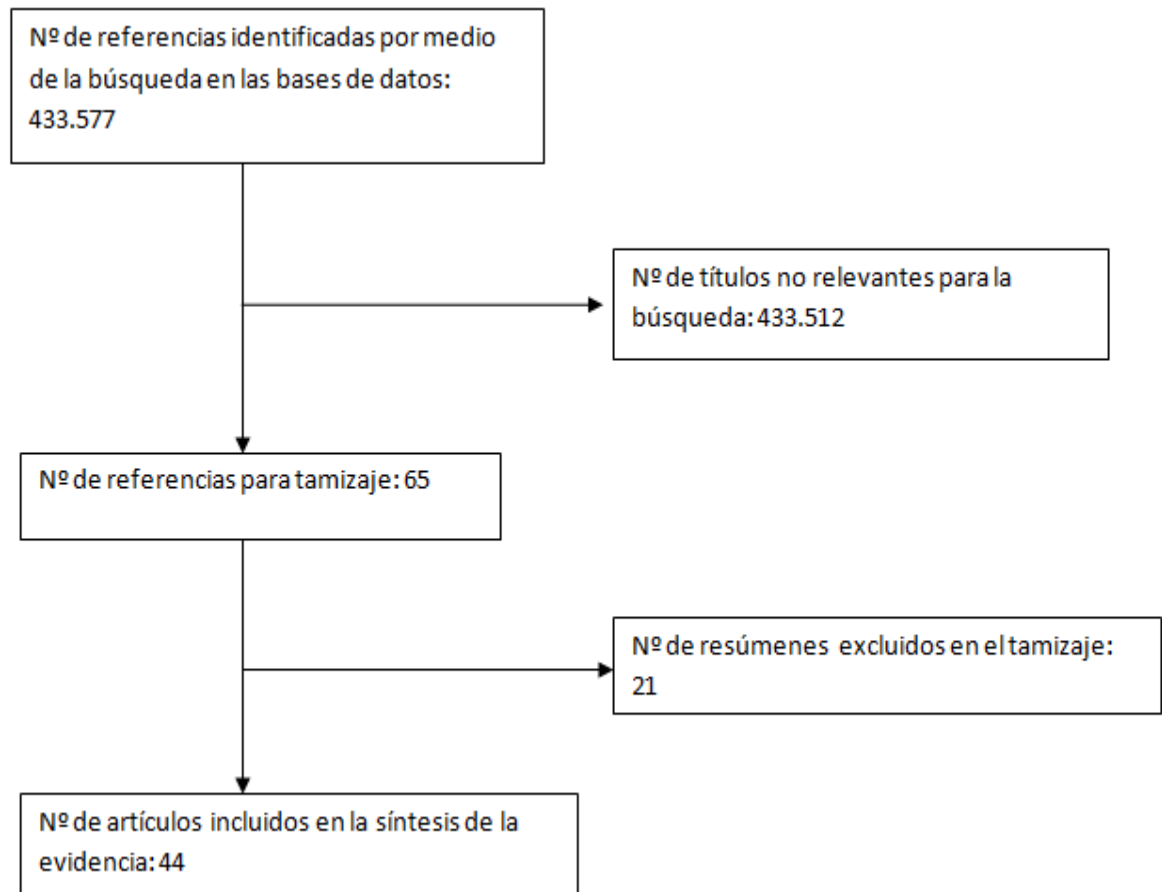 Nº de referencias identificadas por medio
de la búsqueda en las bases de datos:
433.577
Nº de títulos no relevantes para la
búsqueda: 433.512
Nº de referencias para tamizaje: 65
Nº de resúmenes excluidos en el tamizaje:
21
Nº de artículos incluidos en la síntesis de la
evidencia: 44